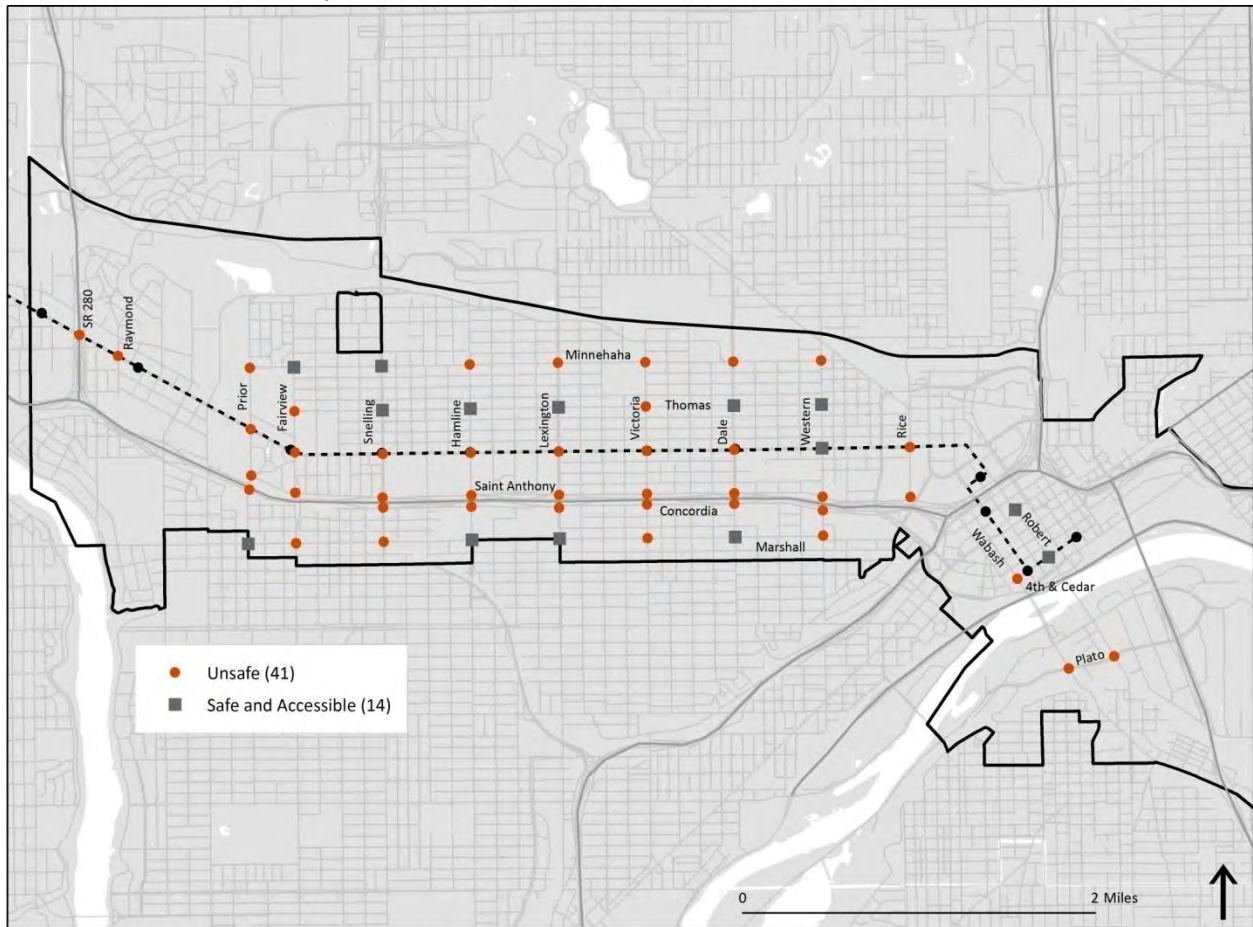 SR 280
Raymond
Minnehaha
Prior
Fairview
Snelling
Hamline
Lexington
Victoria
Thomas
Dale
Western
Rice
Saint Anthony
Concordia
Marshall
Robert
Wabash
4th & Cedar
Plato
Unsafe (41)
Safe and Accessible (14)
0
2 Miles